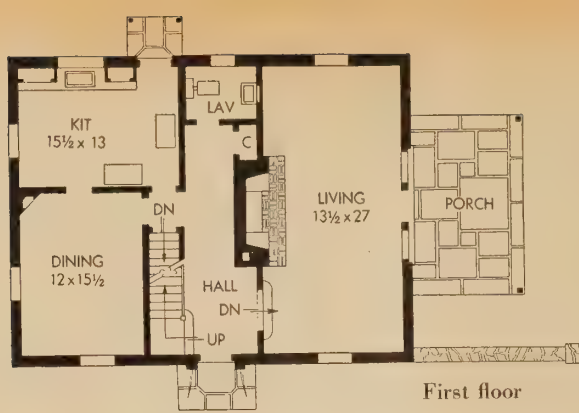 KIT
15½ x 13
LAV
C
LIVING
13½ x 27
PORCH
DN
DINING
12 x 15½
HALL
DN
UP
First floor